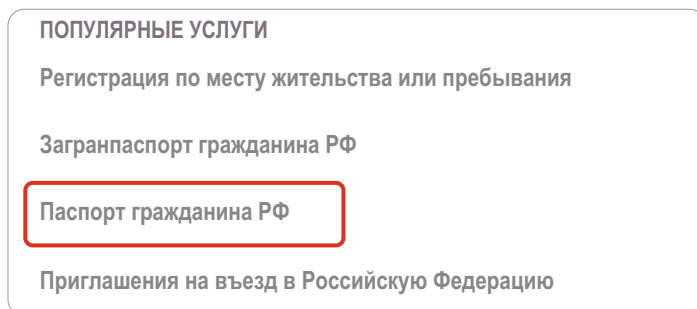 ПОПУЛЯРНЫЕ УСЛУГИ
Регистрация по месту жительства или пребывания
Загранпаспорт гражданина РФ
Паспорт гражданина РФ
Приглашения на въезд в Российскую Федерацию